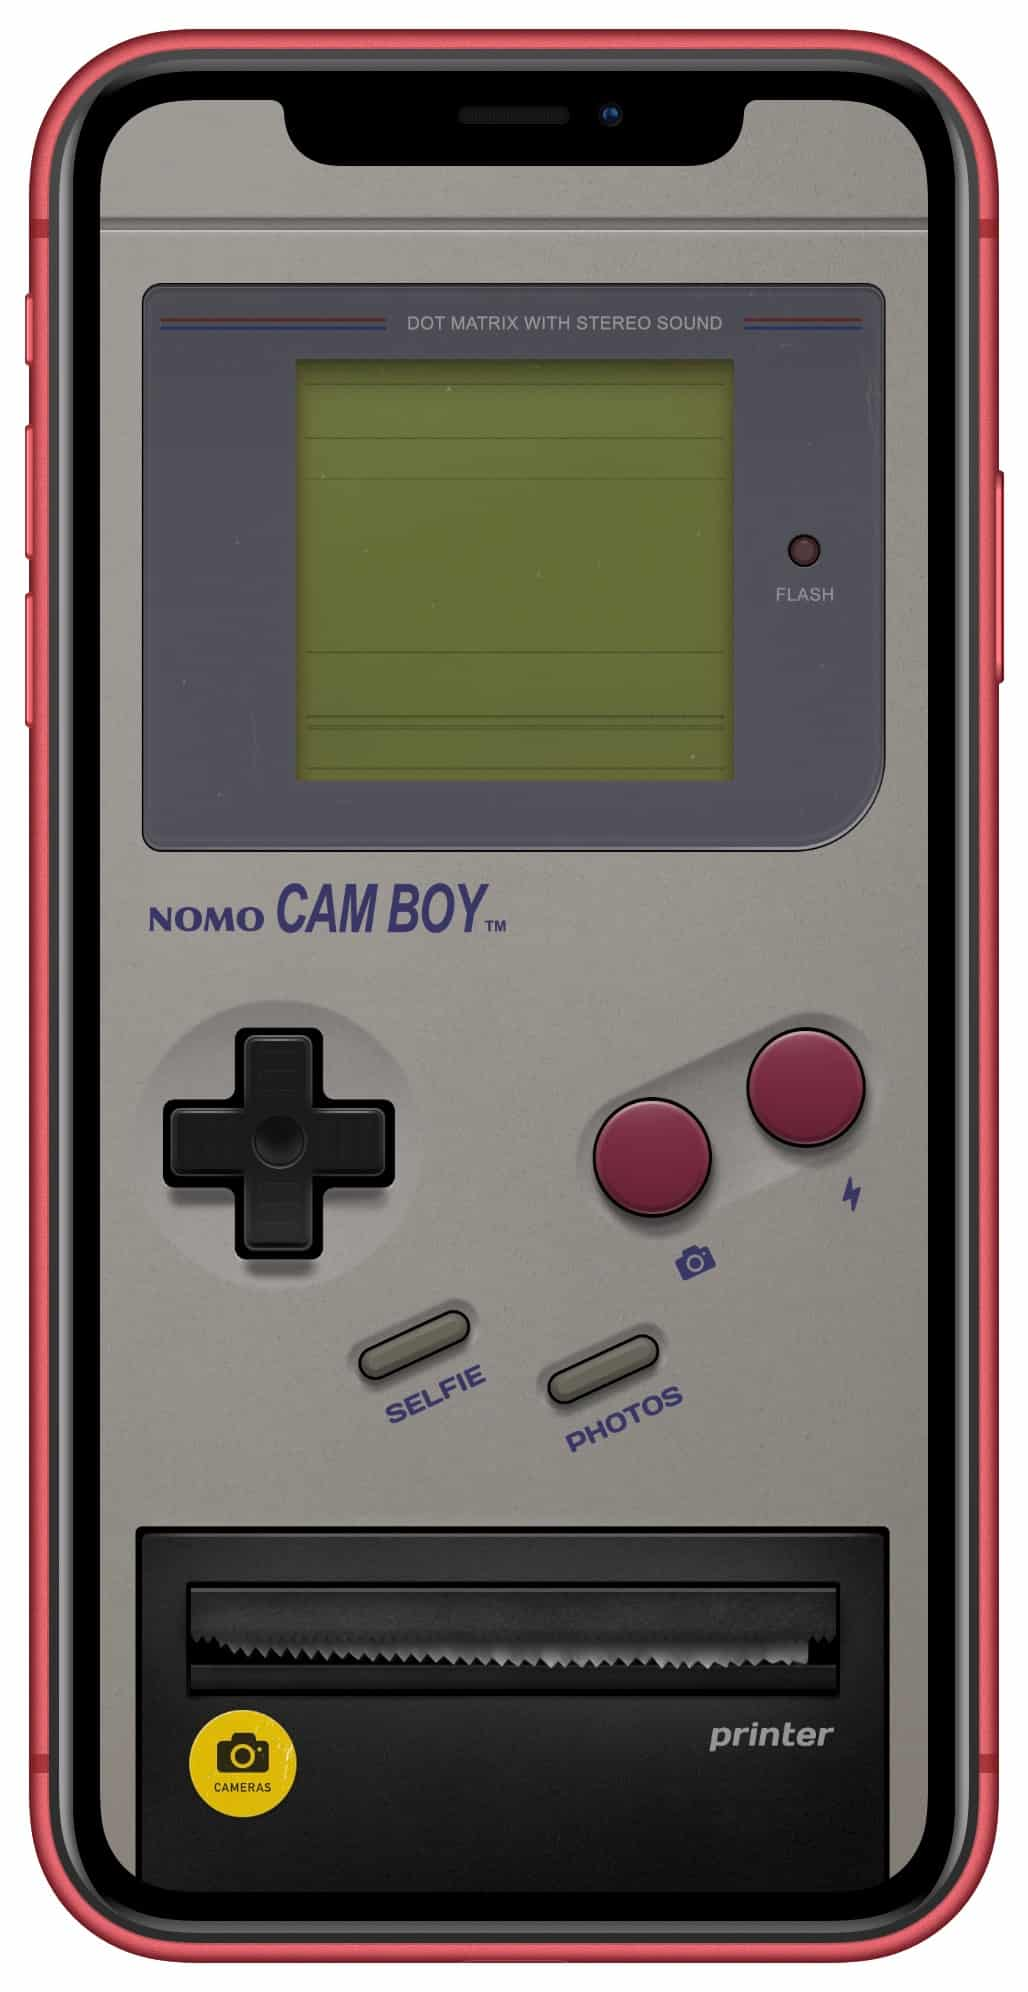 DOT MATRIX WITH STEREO SOUND
FLASH
NOMO CAM BOY™
SELFIE
PHOTOS
printer
CAMERAS